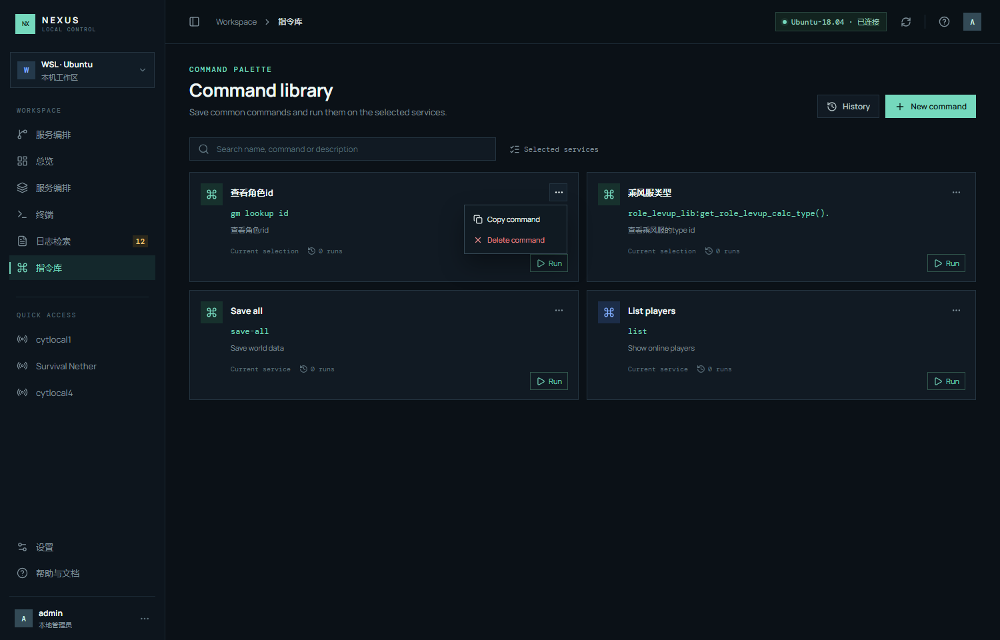 NX
NEXUS
LOCAL CONTROL
W
WSL · Ubuntu
本机工作区
WORKSPACE
服务编排
总览
服务编排
终端
日志检索
12
指令库
QUICK ACCESS
cytlocal1
Survival Nether
cytlocal4
设置
帮助与文档
A
admin
本地管理员
Workspace
指令库
Ubuntu-18.04 · 已连接
A
COMMAND PALETTE
Command library
Save common commands and run them on the selected services.
History
New command
Search name, command or description
Selected services
查看角色id
gm lookup id
查看角色rid
Current selection
0 runs
Copy command
Delete command
Run
乘风服类型
role_levup_lib:get_role_levup_calc_type().
查看乘风服的type id
Current selection
0 runs
Run
Save all
save-all
Save world data
Current service
0 runs
Run
List players
list
Show online players
Current service
0 runs
Run